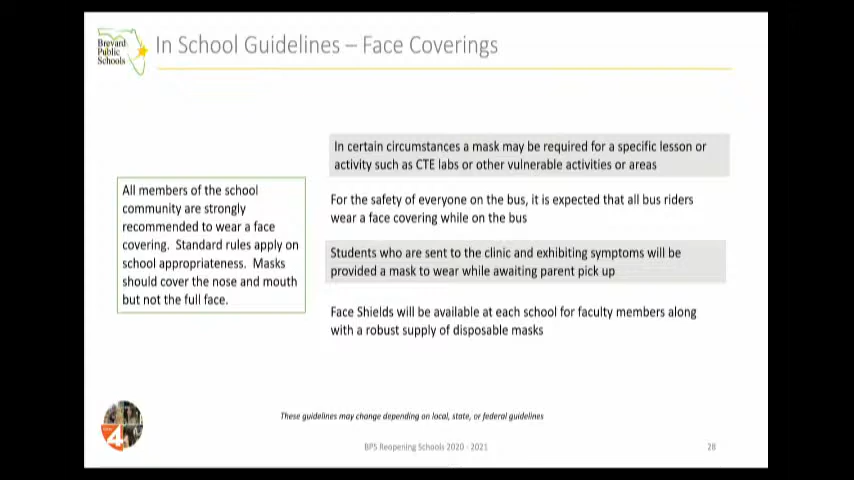 Brevard
Public
Schools
In School Guidelines – Face Coverings
All members of the school
community are strongly
recommended to wear a face
covering. Standard rules apply on
school appropriateness. Masks
should cover the nose and mouth
but not the full face.
In certain circumstances a mask may be required for a specific lesson or
activity such as CTE labs or other vulnerable activities or areas
For the safety of everyone on the bus, it is expected that all bus riders
wear a face covering while on the bus
Students who are sent to the clinic and exhibiting symptoms will be
provided a mask to wear while awaiting parent pick up
Face Shields will be available at each school for faculty members along
with a robust supply of disposable masks
These guidelines may change depending on local, state, or federal guidelines
4
BPS Reopening Schools 2020 - 2021
28